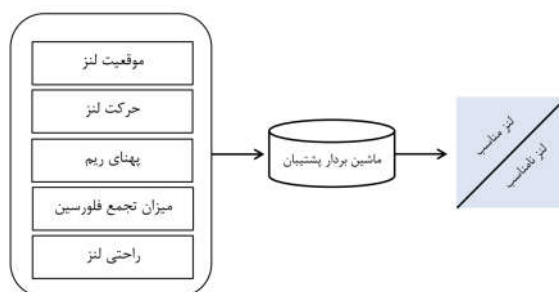 موقعیت لنز
حرکت لنز
پهنای ریم
میزان تجمع فلورسین
راحتی لنز
ماشین بردار پشتیبان
لنز مناسب
لنز نامناسب